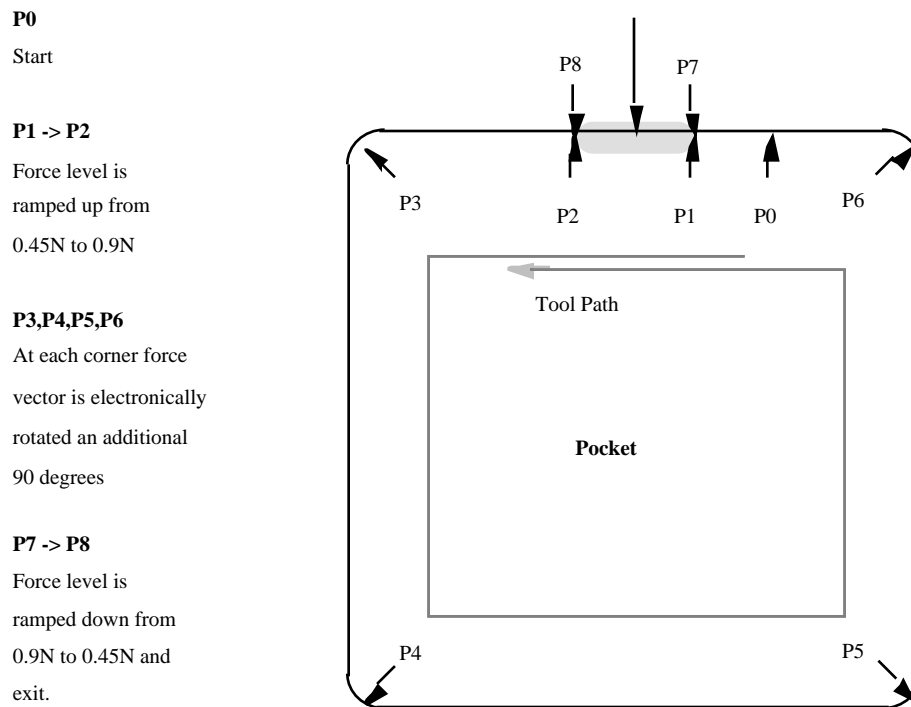 P0
Start
P1 -> P2
Force level is
ramped up from
0.45N to 0.9N
P3,P4,P5,P6
At each corner force
vector is electronically
rotated an additional
90 degrees
P7 -> P8
Force level is
ramped down from
0.9N to 0.45N and
exit.
P8
P7
P3
P2
P1
P0
P6
Tool Path
Pocket
P4
P5